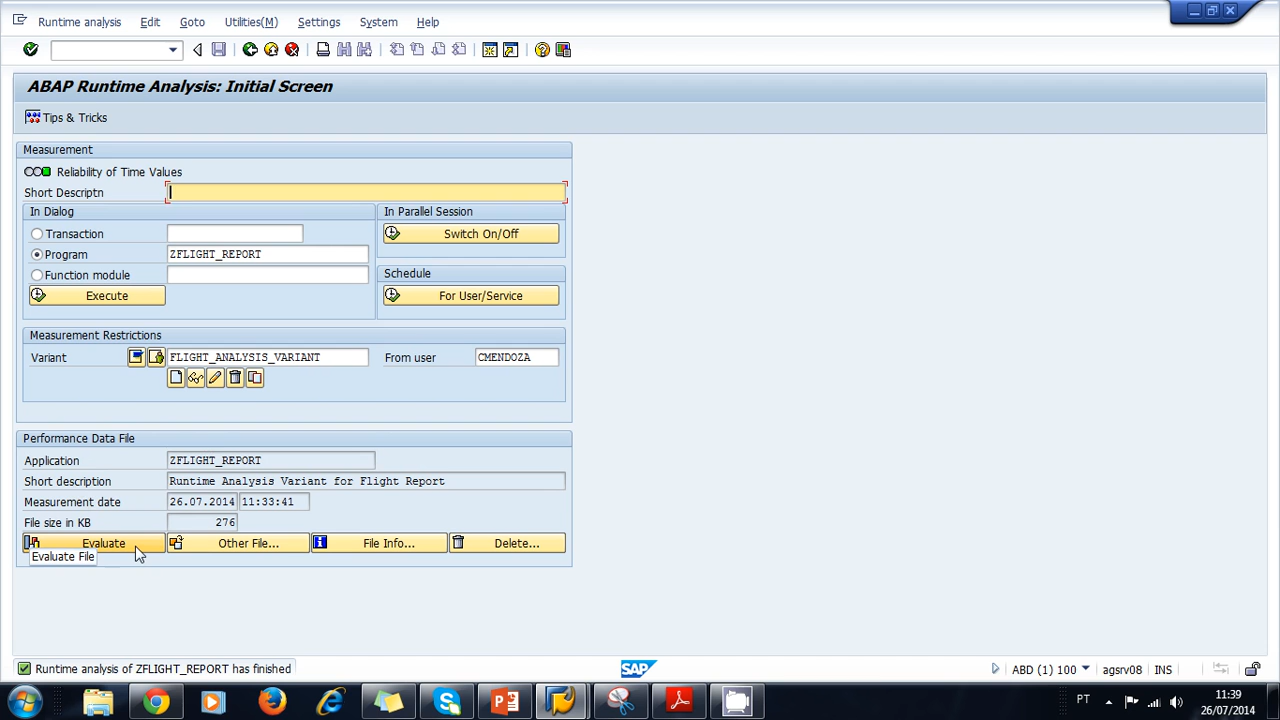 Runtime analysis Edit Goto Utilities(M) Settings System Help
ABAP Runtime Analysis: Initial Screen
Tips & Tricks
Measurement
Reliability of Time Values
Short Descriptn
In Dialog
In Parallel Session
Transaction
Switch On/Off
Program ZFLIGHT_REPORT
Function module
Schedule
Execute
For User/Service
Measurement Restrictions
Variant FLIGHT_ANALYSIS_VARIANT From user CMENDOZA
Performance Data File
Application ZFLIGHT_REPORT
Short description Runtime Analysis Variant for Flight Report
Measurement date 26.07.2014 11:33:41
File size in KB 276
Evaluate Other File... File Info... Delete...
Evaluate File
Runtime analysis of ZFLIGHT_REPORT has finished
SAP
ABD (1) 100 agsrv08 INS
PT
11:39
26/07/2014